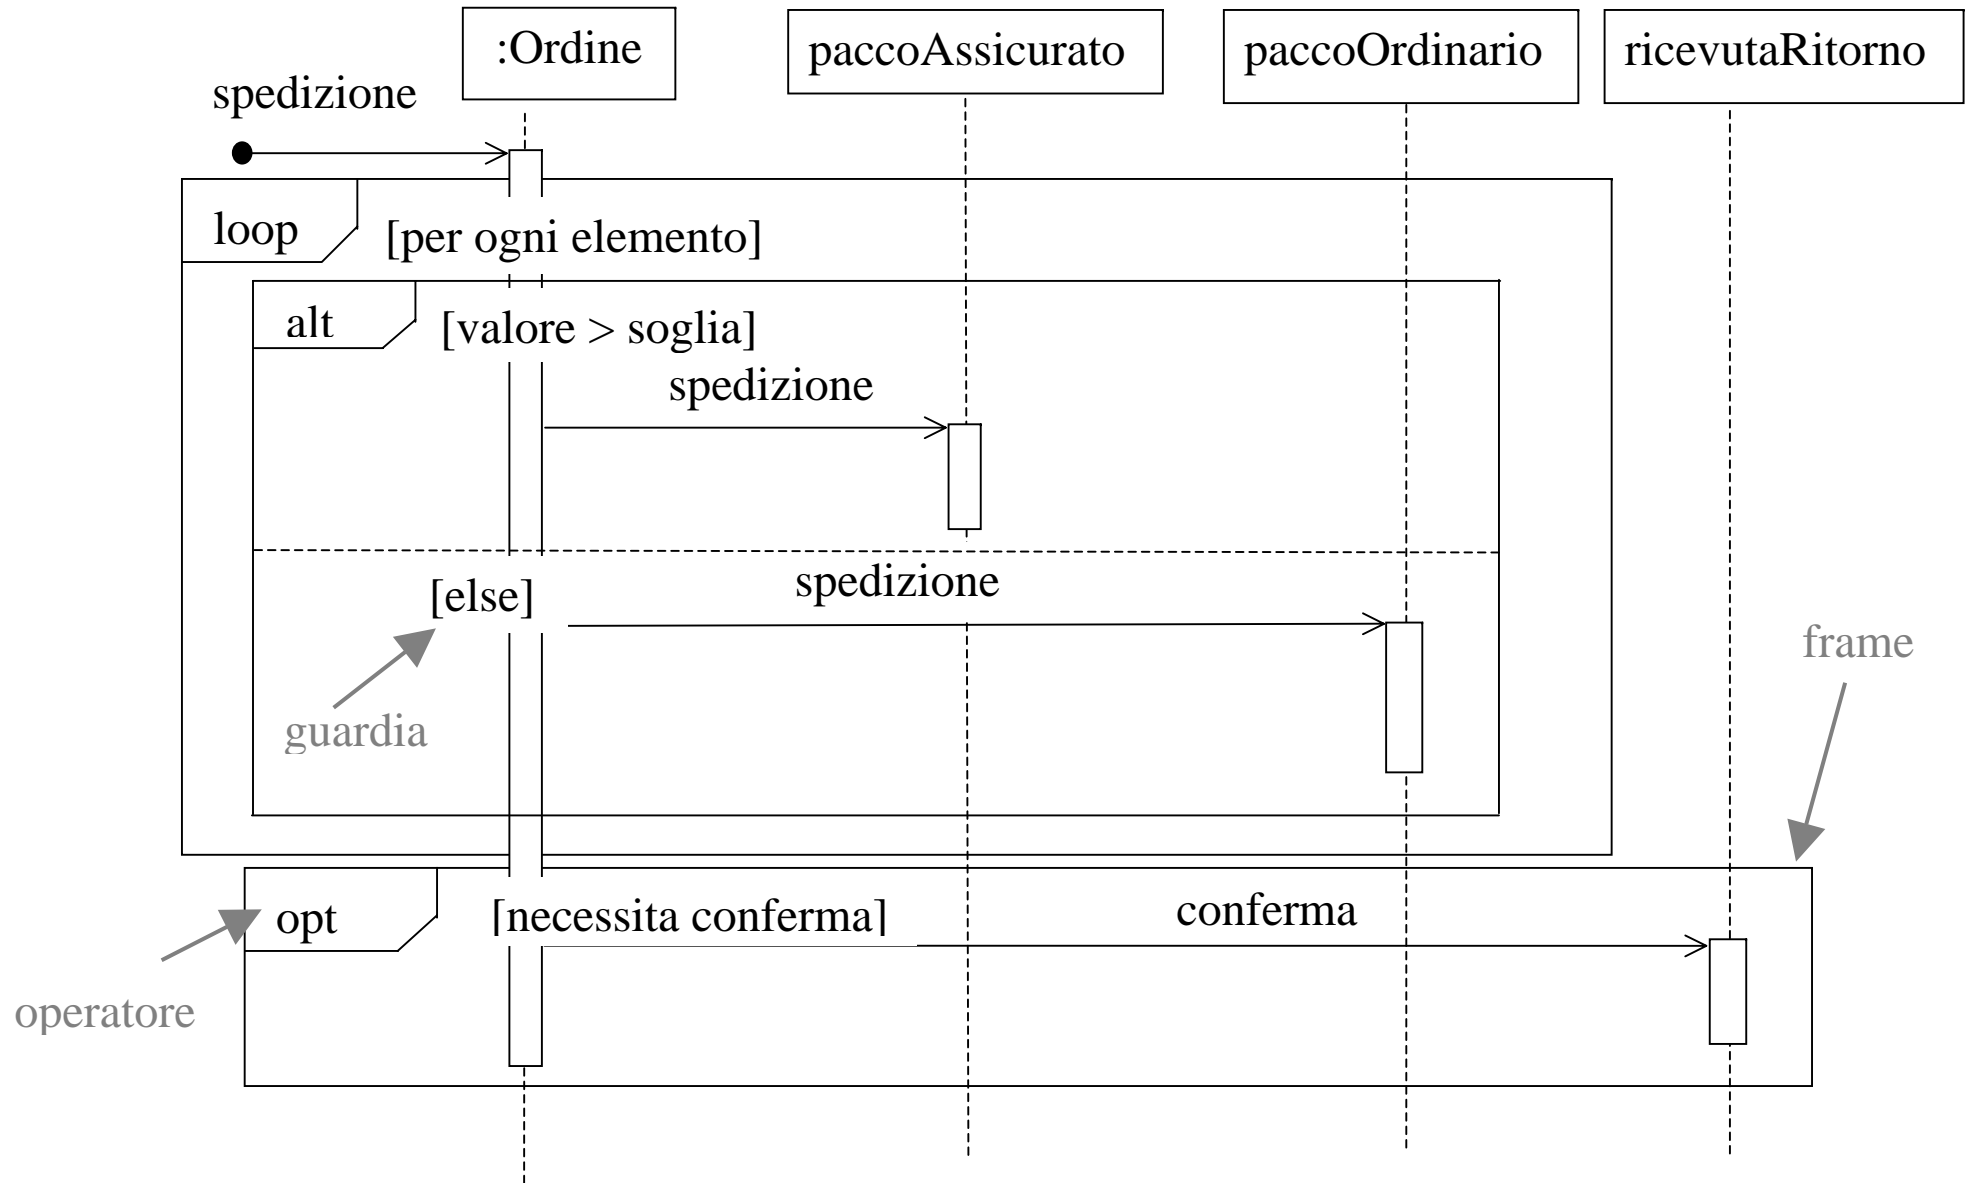 :Ordine
paccoAssicurato
paccoOrdinario
ricevutaRitorno
spedizione
loop
[per ogni elemento]
alt
[valore > soglia]
spedizione
[else]
spedizione
guardia
frame
opt
[necessita conferma]
conferma
operatore